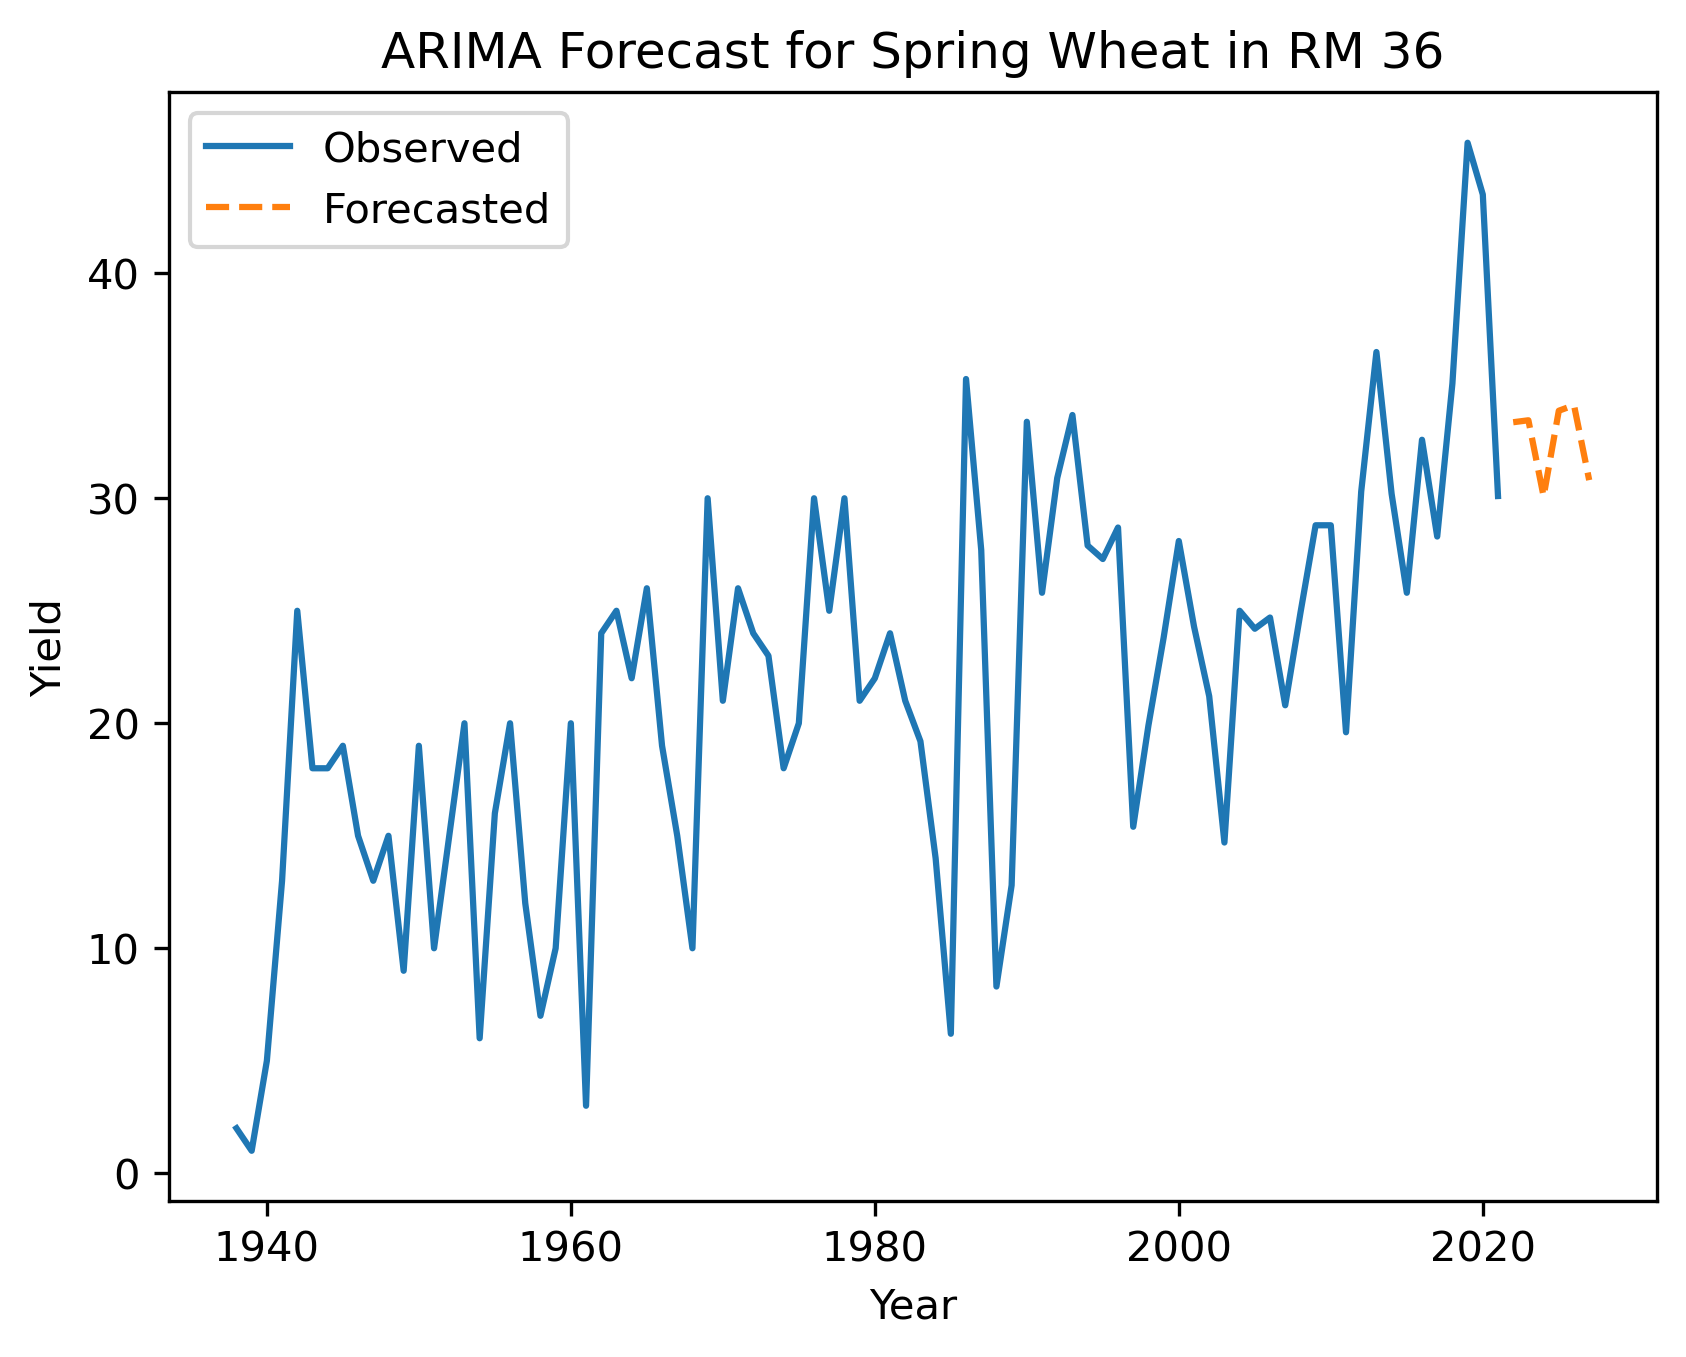 ARIMA Forecast for Spring Wheat in RM 36
Observed
Forecasted
40
30
20
10
0
Yield
1940 1960 1980 2000 2020
Year